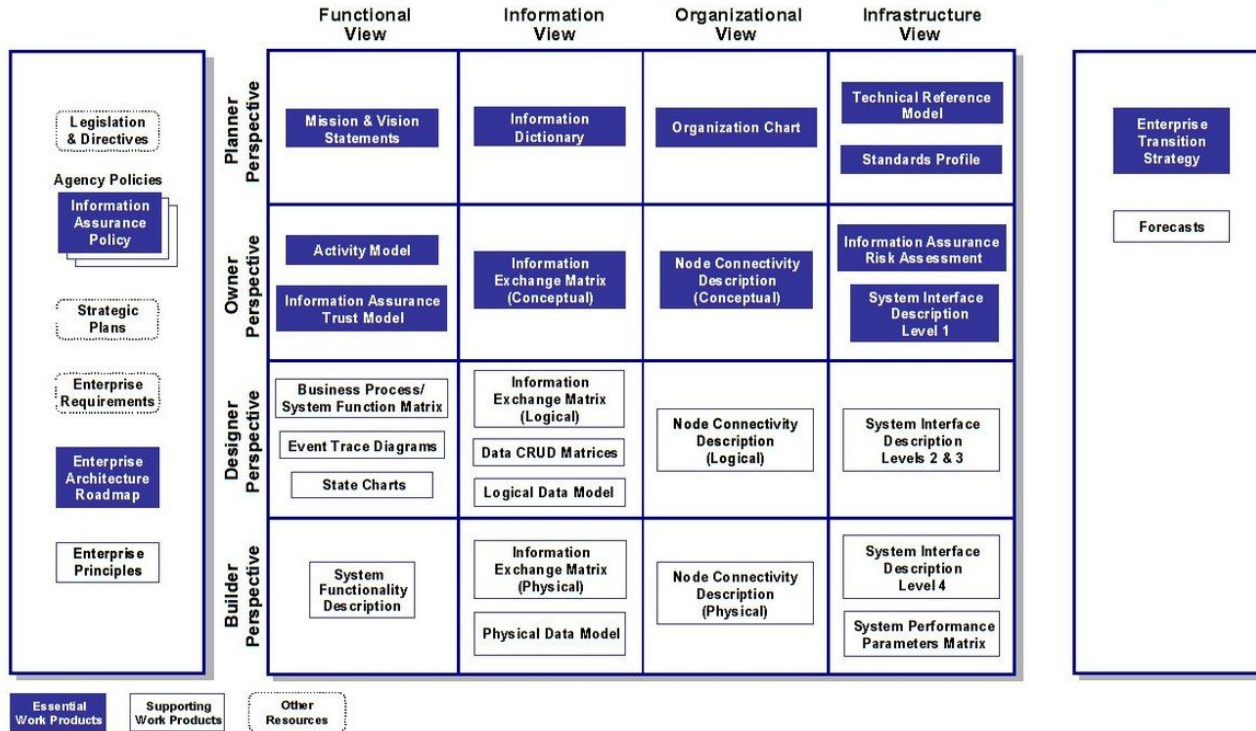 Functional
View
Information
View
Organizational
View
Infrastructure
View
Legislation
& Directives
Agency Policies
Information
Assurance
Policy
Strategic
Plans
Enterprise
Requirements
Enterprise
Architecture
Roadmap
Enterprise
Principles
Planner
Perspective
Mission & Vision
Statements
Information
Dictionary
Organization Chart
Technical Reference
Model
Standards Profile
Owner
Perspective
Activity Model
Information Assurance
Trust Model
Information
Exchange Matrix
(Conceptual)
Node Connectivity
Description
(Conceptual)
Information Assurance
Risk Assessment
System Interface
Description
Level 1
Designer
Perspective
Business Process/
System Function Matrix
Event Trace Diagrams
State Charts
Information
Exchange Matrix
(Logical)
Data CRUD Matrices
Logical Data Model
Node Connectivity
Description
(Logical)
System Interface
Description
Levels 2 & 3
Builder
Perspective
System
Functionality
Description
Information
Exchange Matrix
(Physical)
Physical Data Model
Node Connectivity
Description
(Physical)
System Interface
Description
Level 4
System Performance
Parameters Matrix
Enterprise
Transition
Strategy
Forecasts
Essential
Work Products
Supporting
Work Products
Other
Resources